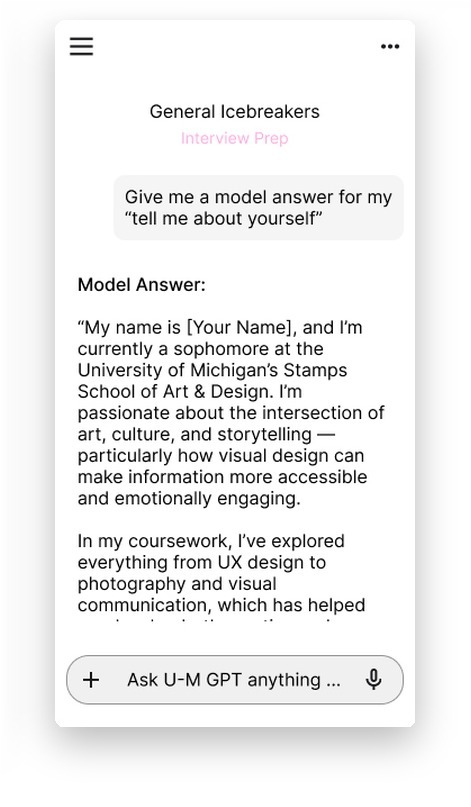 General Icebreakers
Interview Prep
Give me a model answer for my
“tell me about yourself”
Model Answer:
“My name is [Your Name], and I’m
currently a sophomore at the
University of Michigan’s Stamps
School of Art & Design. I’m
passionate about the intersection of
art, culture, and storytelling —
particularly how visual design can
make information more accessible
and emotionally engaging.
In my coursework, I’ve explored
everything from UX design to
photography and visual
communication, which has helped
Ask U-M GPT anything ...